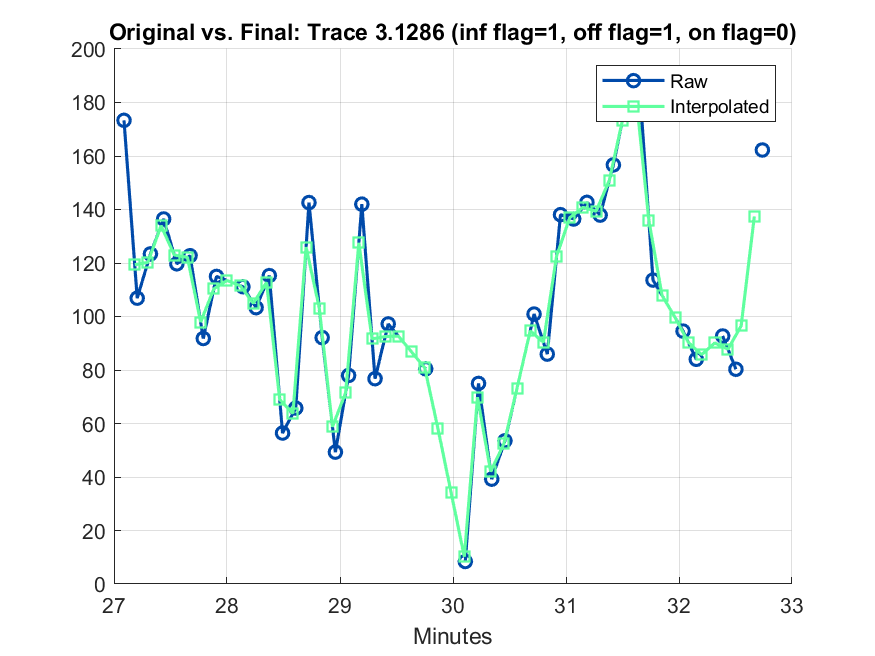 Original vs. Final: Trace 3.1286 (inf flag=1, off flag=1, on flag=0)
200
180
160
140
120
100
80
60
40
20
0
Raw
Interpolated
27 28 29 30 31 32 33
Minutes